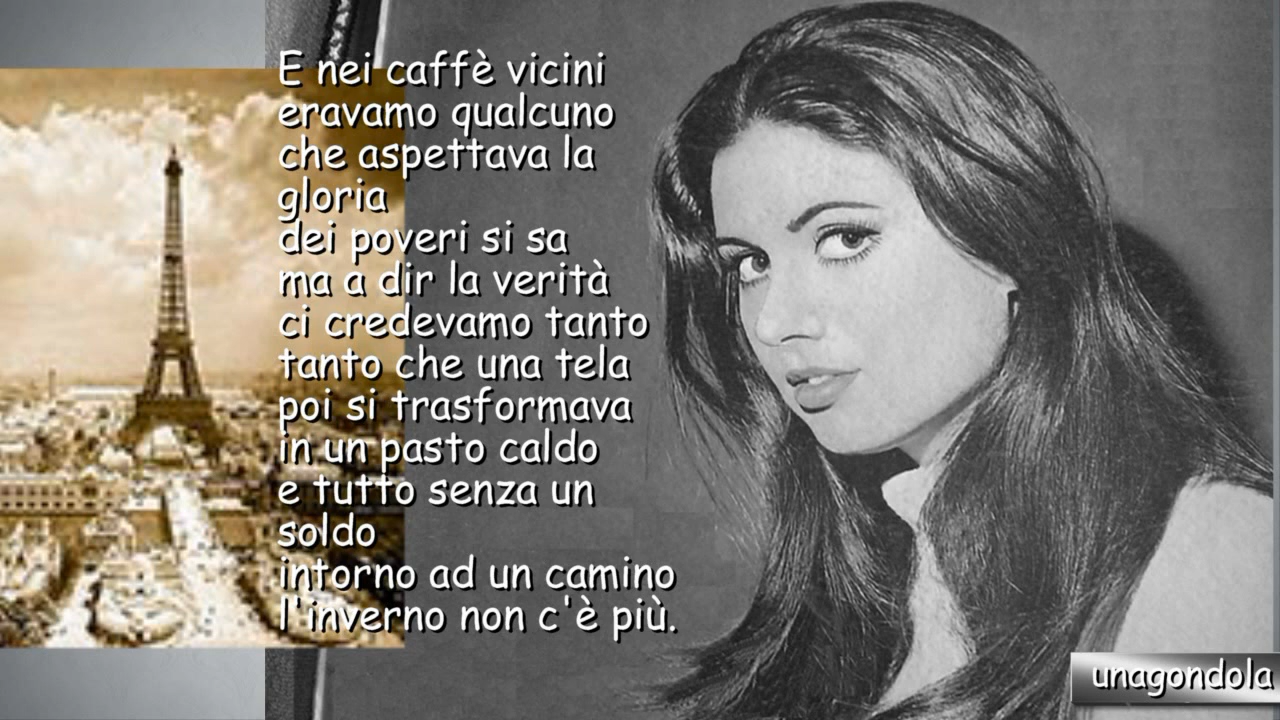 E nei caffè vicini
eravamo qualcuno
che aspettava la
gloria
dei poveri si sa
ma a dir la verità
ci credevamo tanto
tanto che una tela
poi si trasformava
in un pasto caldo
e tutto senza un
soldo
intorno ad un camino
l'inverno non c'è più.
unagondola